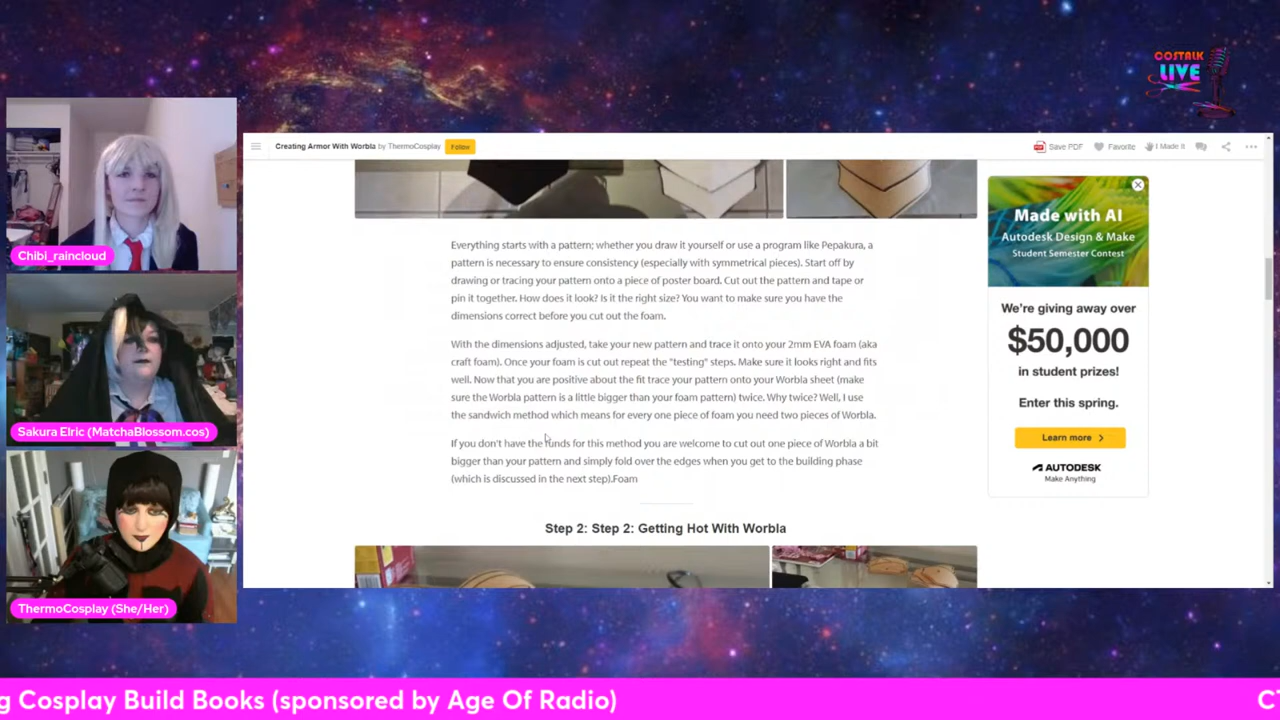 COSTALK
LIVE
Chibi_raincloud
Sakura Elric (MatchaBlossom.cos)
ThermoCosplay (She/Her)
Creating Armor With Worbla by ThermoCosplay Follow
Save PDF Favorite I Made It
Everything starts with a pattern; whether you draw it yourself or use a program like Pepakura, a
pattern is necessary to ensure consistency (especially with symmetrical pieces). Start off by
drawing or tracing your pattern onto a piece of poster board. Cut out the pattern and tape or
pin it together. How does it look? Is it the right size? You want to make sure you have the
dimensions correct before you cut out the foam.
With the dimensions adjusted, take your new pattern and trace it onto your 2mm EVA foam (aka
craft foam). Once your foam is cut out repeat the "testing" steps. Make sure it looks right and fits
well. Now that you are positive about the fit trace your pattern onto your Worbla sheet (make
sure the Worbla pattern is a little bigger than your foam pattern) twice. Why twice? Well, I use
the sandwich method which means for every one piece of foam you need two pieces of Worbla.
If you don't have the funds for this method you are welcome to cut out one piece of Worbla a bit
bigger than your pattern and simply fold over the edges when you get to the building phase
(which is discussed in the next step).Foam
Step 2: Step 2: Getting Hot With Worbla
Made with AI
Autodesk Design & Make
Student Semester Contest
We're giving away over
$50,000
in student prizes!
Enter this spring.
Learn more
AUTODESK
Make Anything
g Cosplay Build Books (sponsored by Age Of Radio)
CT